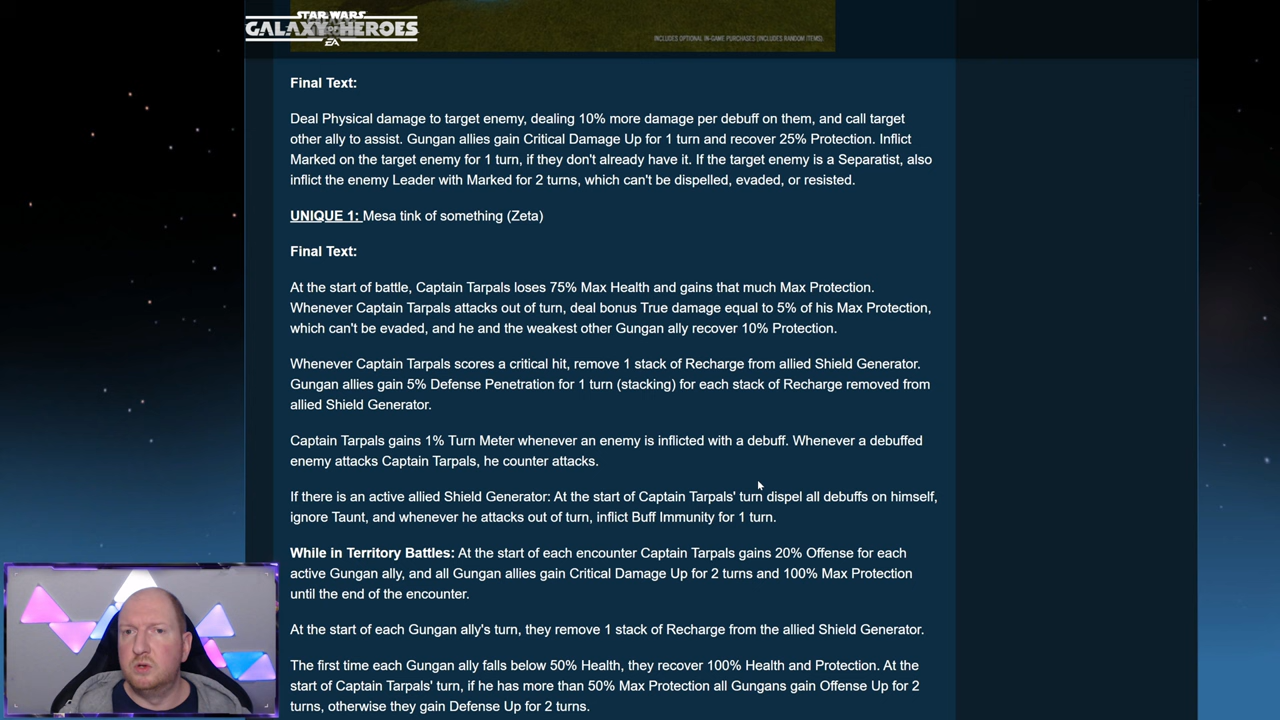 STAR WARS
GALAXY OF HEROES
EA
INCLUDES OPTIONAL IN-GAME PURCHASES (INCLUDES RANDOM ITEMS).
Final Text:
Deal Physical damage to target enemy, dealing 10% more damage per debuff on them, and call target
other ally to assist. Gungan allies gain Critical Damage Up for 1 turn and recover 25% Protection. Inflict
Marked on the target enemy for 1 turn, if they don't already have it. If the target enemy is a Separatist, also
inflict the enemy Leader with Marked for 2 turns, which can't be dispelled, evaded, or resisted.
UNIQUE 1: Mesa tink of something (Zeta)
Final Text:
At the start of battle, Captain Tarpals loses 75% Max Health and gains that much Max Protection.
Whenever Captain Tarpals attacks out of turn, deal bonus True damage equal to 5% of his Max Protection,
which can't be evaded, and he and the weakest other Gungan ally recover 10% Protection.
Whenever Captain Tarpals scores a critical hit, remove 1 stack of Recharge from allied Shield Generator.
Gungan allies gain 5% Defense Penetration for 1 turn (stacking) for each stack of Recharge removed from
allied Shield Generator.
Captain Tarpals gains 1% Turn Meter whenever an enemy is inflicted with a debuff. Whenever a debuffed
enemy attacks Captain Tarpals, he counter attacks.
If there is an active allied Shield Generator: At the start of Captain Tarpals' turn dispel all debuffs on himself,
ignore Taunt, and whenever he attacks out of turn, inflict Buff Immunity for 1 turn.
While in Territory Battles: At the start of each encounter Captain Tarpals gains 20% Offense for each
active Gungan ally, and all Gungan allies gain Critical Damage Up for 2 turns and 100% Max Protection
until the end of the encounter.
At the start of each Gungan ally's turn, they remove 1 stack of Recharge from the allied Shield Generator.
The first time each Gungan ally falls below 50% Health, they recover 100% Health and Protection. At the
start of Captain Tarpals' turn, if he has more than 50% Max Protection all Gungans gain Offense Up for 2
turns, otherwise they gain Defense Up for 2 turns.